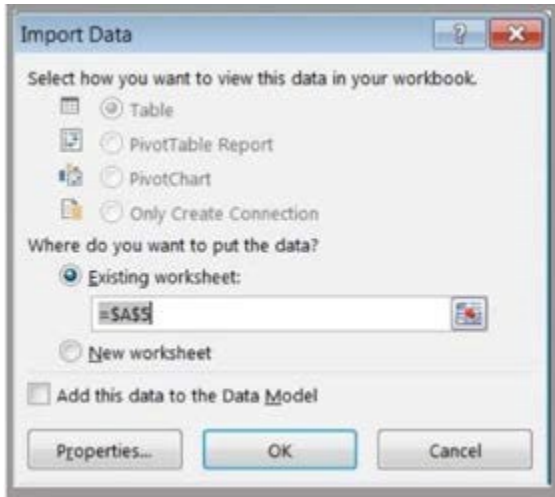 Import Data
Select how you want to view this data in your workbook.
Table
PivotTable Report
PivotChart
Only Create Connection
Where do you want to put the data?
Existing worksheet:
=$A$5
New worksheet
Add this data to the Data Model
Properties...
OK
Cancel